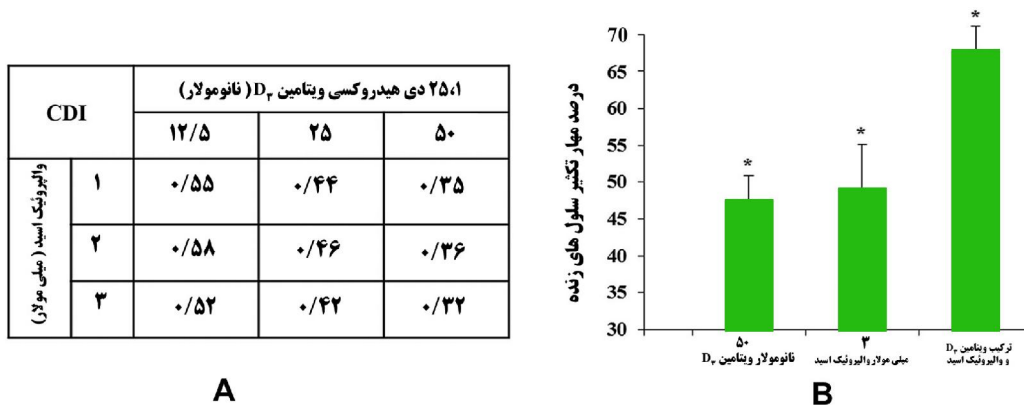 CDI
۲۵،۱ دی هیدروکسی ویتامین D۳( نانومولار)
۱۲/۵ ۲۵ ۵۰
والپروئیک اسید ( میلی مولار)
۱ ۰/۵۵ ۰/۴۴ ۰/۳۵
۲ ۰/۵۸ ۰/۴۶ ۰/۳۶
۳ ۰/۵۲ ۰/۴۲ ۰/۳۲
A
درصد مهار تکثیر سلول های زنده
70
65
60
55
50
45
40
35
30
*
*
*
۵۰
نانومولار ویتامین D۳
۳
میلی مولار والپروئیک اسید
ترکیب ویتامین D۳
و والپروئیک اسید
B